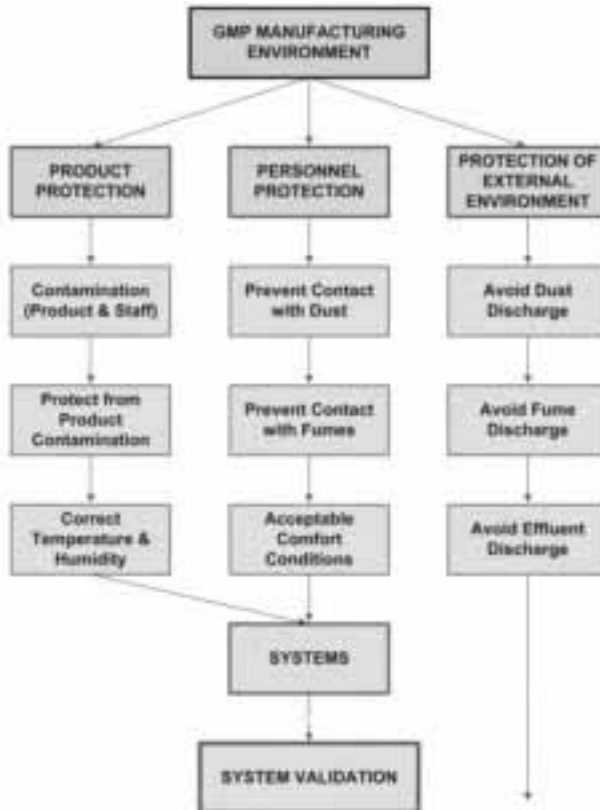 GMP MANUFACTURING
ENVIRONMENT
PRODUCT
PROTECTION
PERSONNEL
PROTECTION
PROTECTION OF
EXTERNAL
ENVIRONMENT
Contamination
(Product & Staff)
Prevent Contact
with Dust
Avoid Dust
Discharge
Protect from
Product
Contamination
Prevent Contact
with Fumes
Avoid Fume
Discharge
Correct
Temperature &
Humidity
Acceptable
Comfort
Conditions
Avoid Effluent
Discharge
SYSTEMS
SYSTEM VALIDATION